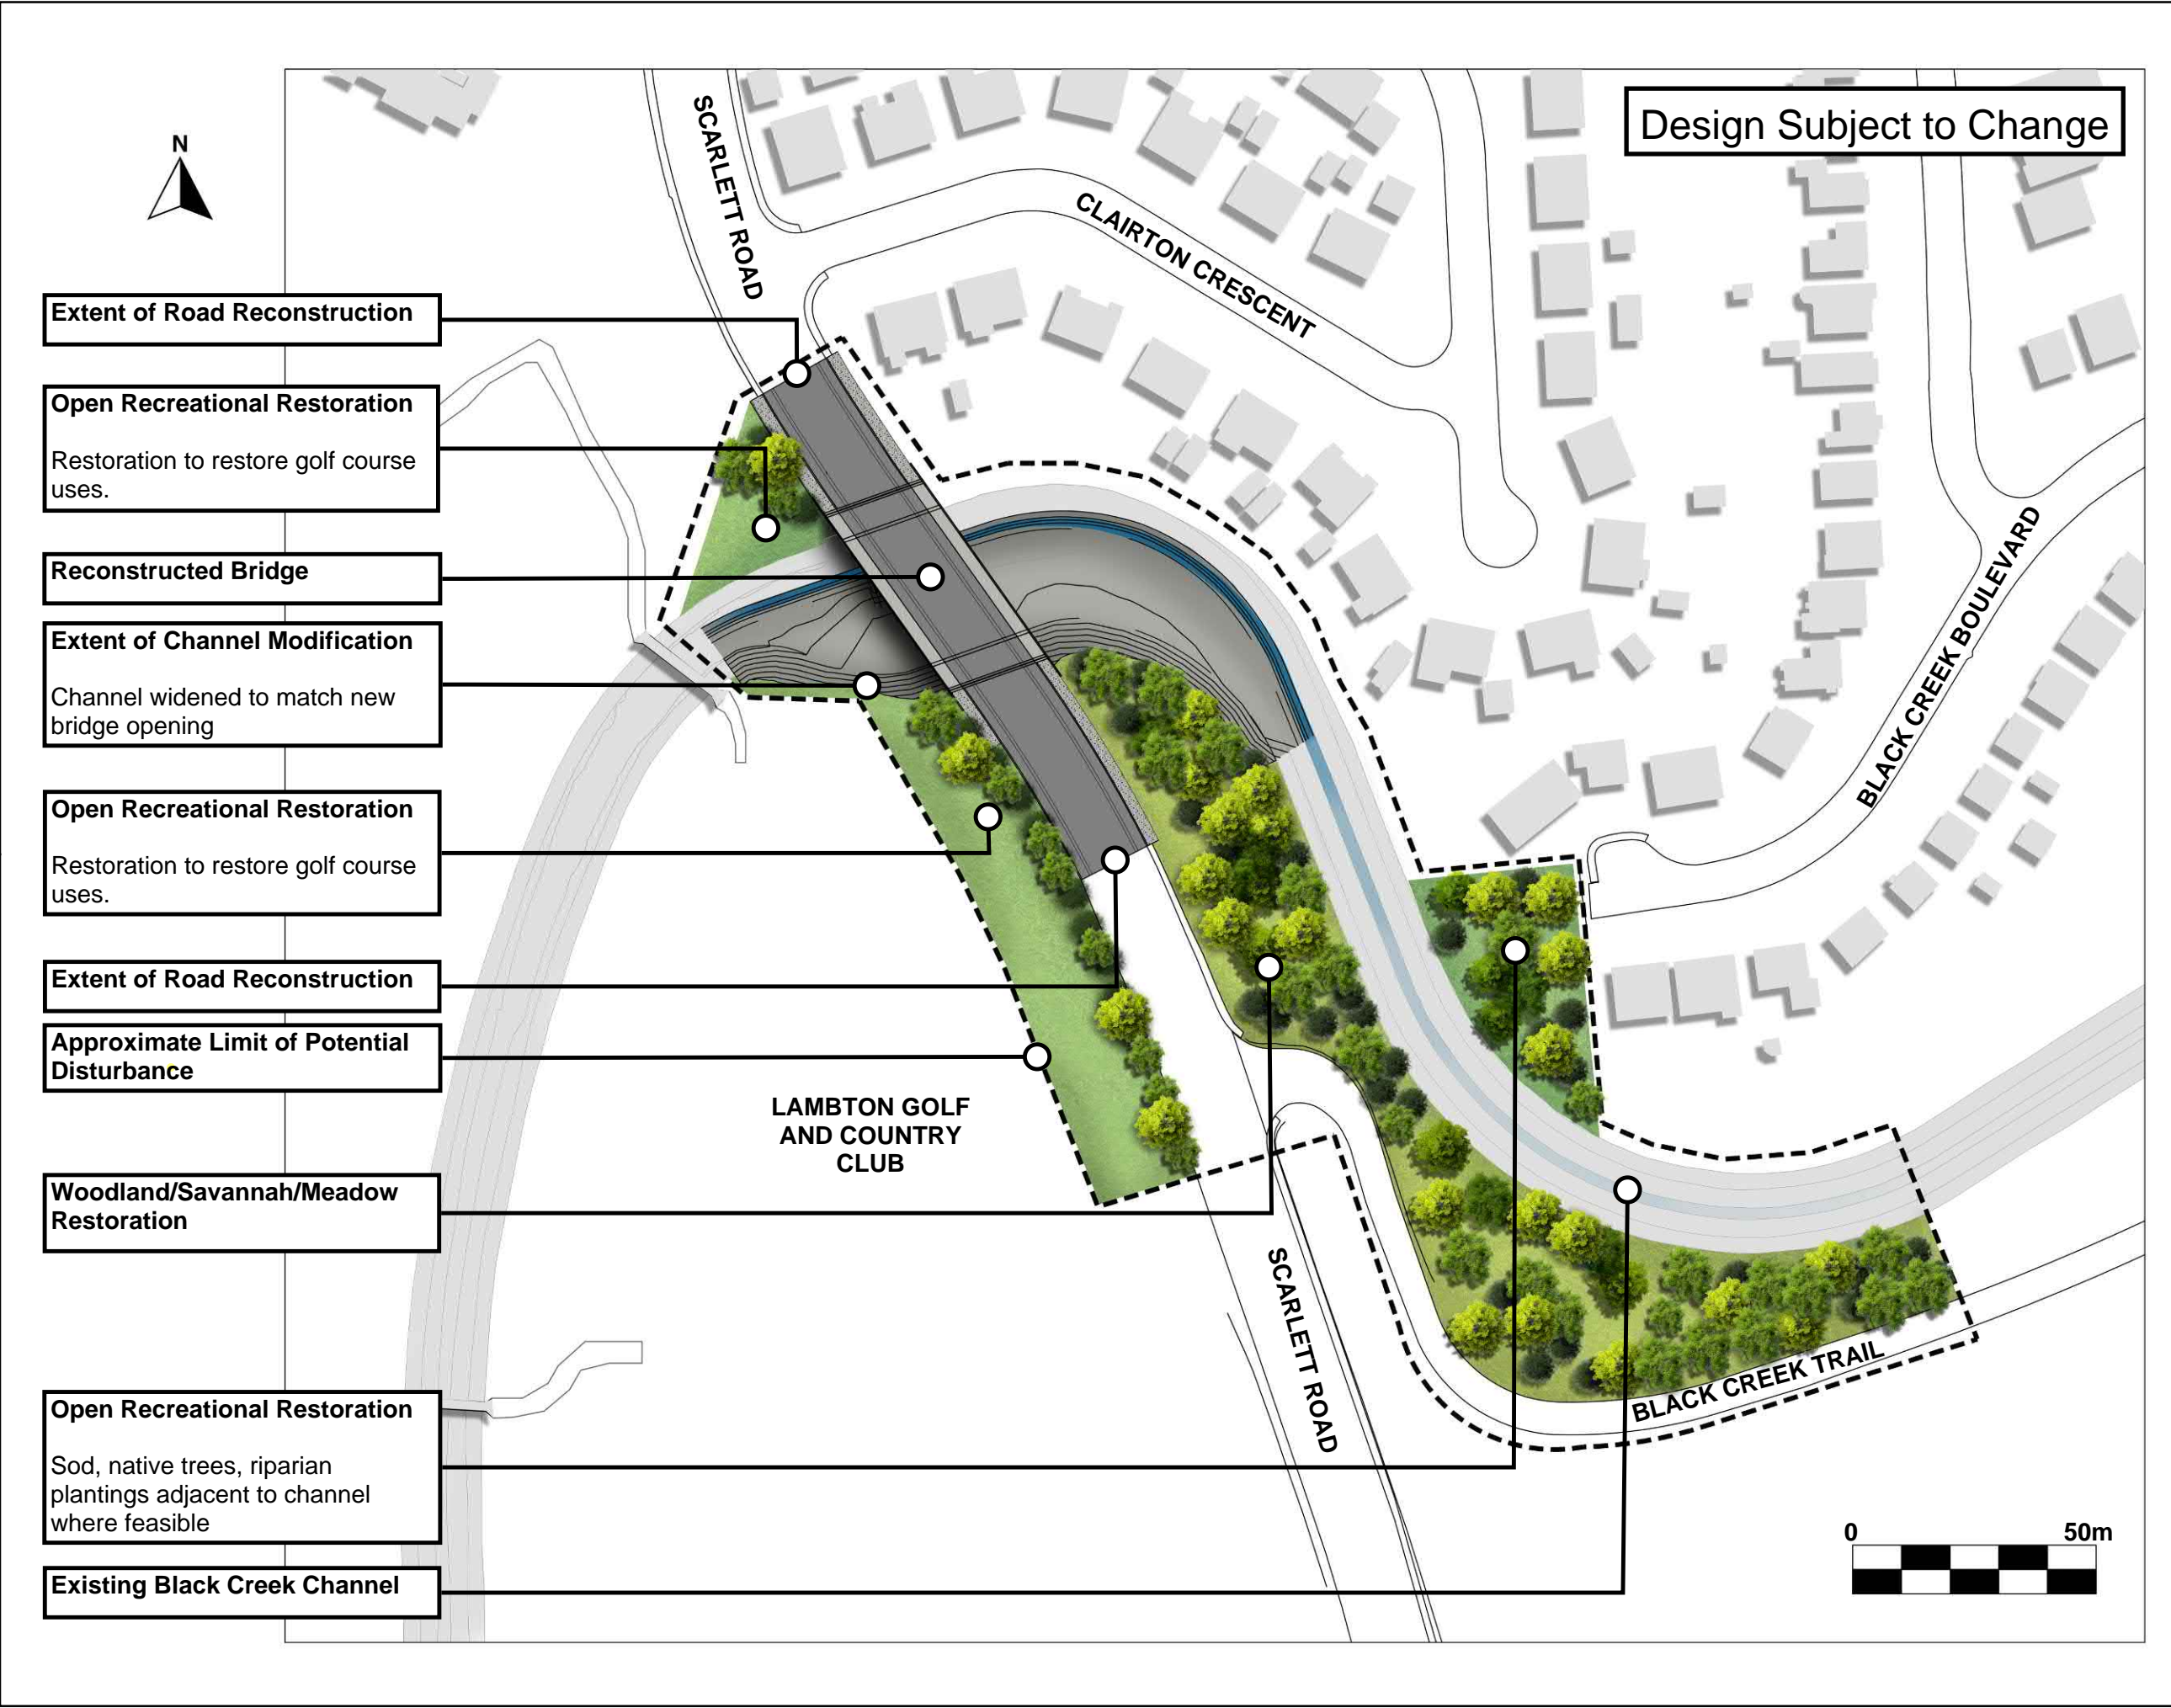 Design Subject to Change
N
SCARLETT ROAD
CLAIRTON CRESCENT
BLACK CREEK BOULEVARD
Extent of Road Reconstruction
Open Recreational Restoration
Restoration to restore golf course
uses.
Reconstructed Bridge
Extent of Channel Modification
Channel widened to match new
bridge opening
Open Recreational Restoration
Restoration to restore golf course
uses.
Extent of Road Reconstruction
Approximate Limit of Potential
Disturbance
LAMBTON GOLF
AND COUNTRY
CLUB
Woodland/Savannah/Meadow
Restoration
SCARLETT ROAD
BLACK CREEK TRAIL
Open Recreational Restoration
Sod, native trees, riparian
plantings adjacent to channel
where feasible
Existing Black Creek Channel
0 50m